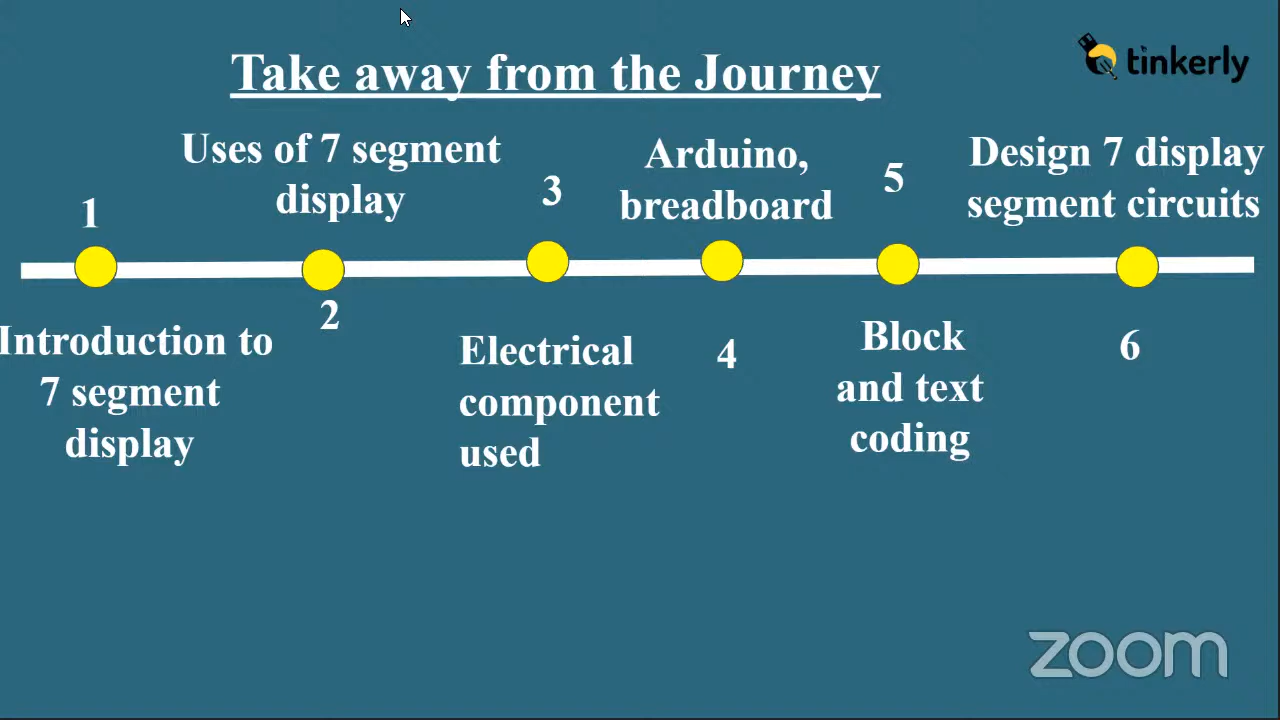 Take away from the Journey
tinkerly
1
Introduction to
7 segment
display
Uses of 7 segment
display
2
3
Electrical
component
used
Arduino,
breadboard
4
5
Block
and text
coding
Design 7 display
segment circuits
6
zoom